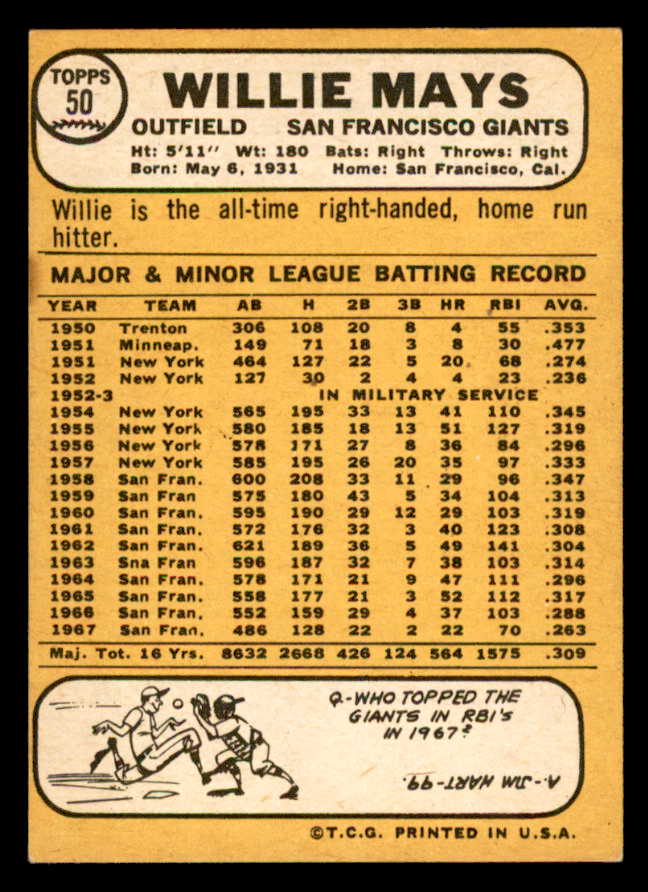 TOPPS
50
WILLIE MAYS
OUTFIELD SAN FRANCISCO GIANTS
Ht: 5'11" Wt: 180 Bats: Right Throws: Right
Born: May 6, 1931 Home: San Francisco, Cal.
Willie is the all-time right-handed, home run
hitter.
MAJOR & MINOR LEAGUE BATTING RECORD
YEAR TEAM AB H 2B 3B HR RBI AVG.
1950 Trenton 306 108 20 8 4 55 .353
1951 Minneap. 149 71 18 3 8 30 .477
1951 New York 464 127 22 5 20 68 .274
1952 New York 127 30 2 4 4 23 .236
1952-3 IN MILITARY SERVICE
1954 New York 565 195 33 13 41 110 .345
1955 New York 580 185 18 13 51 127 .319
1956 New York 578 171 27 8 36 84 .296
1957 New York 585 195 26 20 35 97 .333
1958 San Fran. 600 208 33 11 29 96 .347
1959 San Fran 575 180 43 5 34 104 .313
1960 San Fran. 595 190 29 12 29 103 .319
1961 San Fran. 572 176 32 3 40 123 .308
1962 San Fran. 621 189 36 5 49 141 .304
1963 Sna Fran 596 187 32 7 38 103 .314
1964 San Fran. 578 171 21 9 47 111 .296
1965 San Fran. 558 177 21 3 52 112 .317
1966 San Fran. 552 159 29 4 37 103 .288
1967 San Fran. 486 128 22 2 22 70 .263
Maj. Tot. 16 Yrs. 8632 2668 426 124 564 1575 .309
Q-WHO TOPPED THE
GIANTS IN RBI'S
IN 1967?
A.-JIM HART-99.
©T.C.G. PRINTED IN U.S.A.